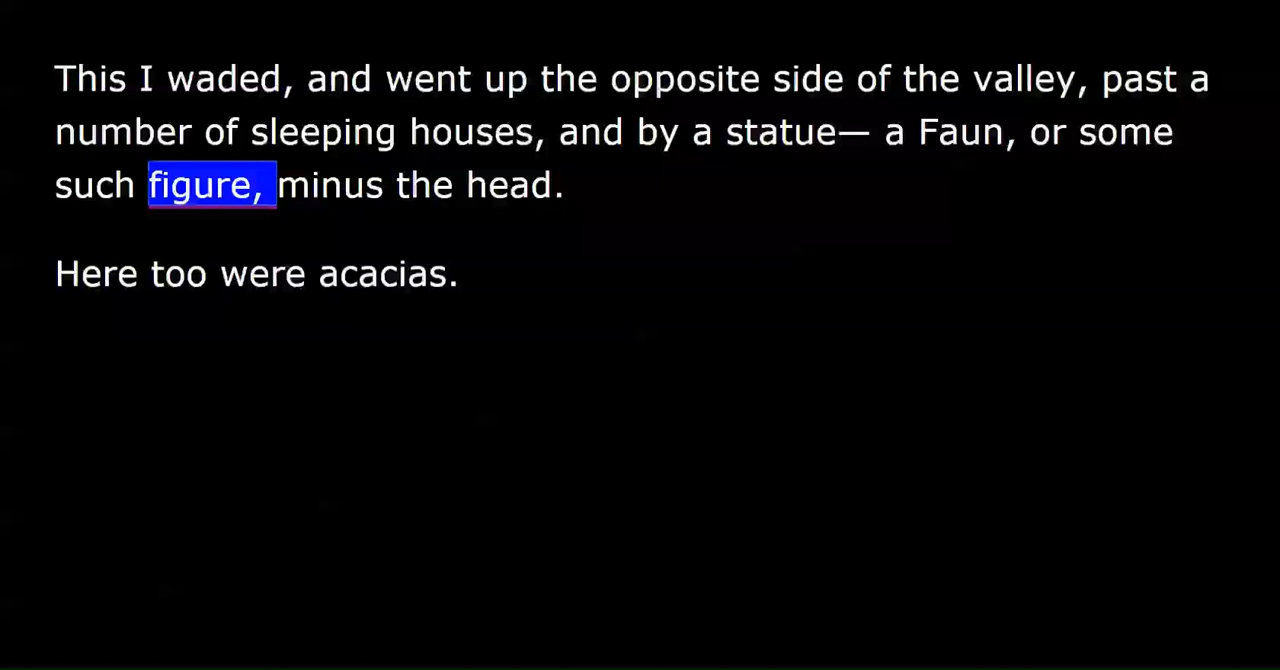 This I waded, and went up the opposite side of the valley, past a
number of sleeping houses, and by a statue— a Faun, or some
such figure, minus the head.
Here too were acacias.